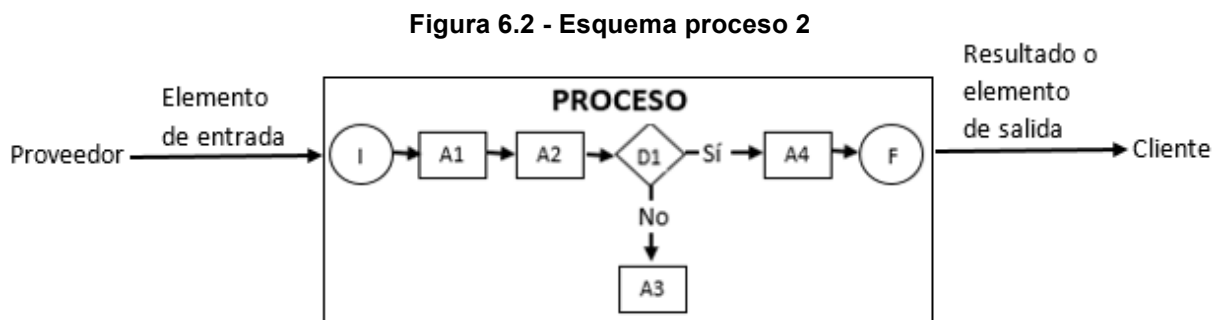 Figura 6.2 - Esquema proceso 2
Proveedor
Elemento
de entrada
PROCESO
I
A1
A2
D1
Sí
A4
F
No
A3
Resultado o
elemento
de salida
Cliente